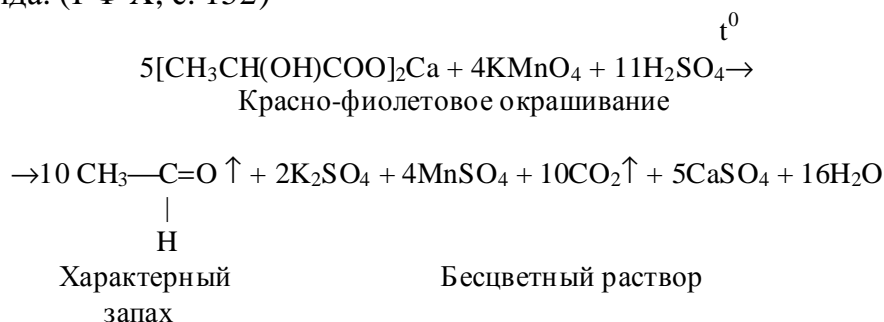 t⁰
5[CH₃CH(OH)COO]₂Ca + 4KMnO₄ + 11H₂SO₄→
Красно-фиолетовое окрашивание
→10 CH₃—C=O ↑ + 2K₂SO₄ + 4MnSO₄ + 10CO₂↑ + 5CaSO₄ + 16H₂O
|
H
Характерный Бесцветный раствор
запах